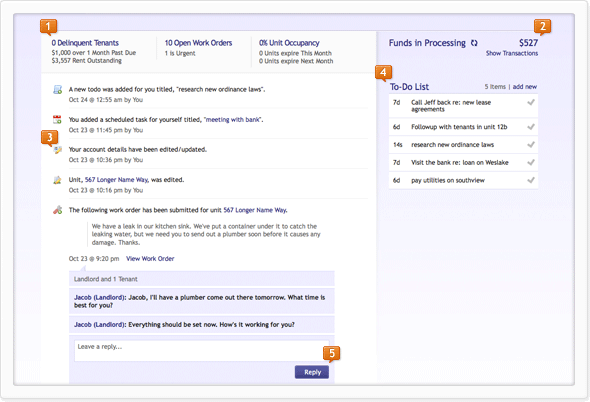 1
2
0 Delinquent Tenants
$1,000 over 1 Month Past Due
$3,557 Rent Outstanding
10 Open Work Orders
1 is Urgent
0% Unit Occupancy
0 Units expire This Month
0 Units expire Next Month
Funds in Processing $527
Show Transactions
4
To-Do List 5 Items | add new
7d Call Jeff back re: new lease
agreements
6d Followup with tenants in unit 12b
14s research new ordinance laws
7d Visit the bank re: loan on Weslake
6d pay utilities on southview
A new todo was added by you titled, "research new ordinance laws".
Oct 24 @ 12:55 am by You
You added a scheduled task for yourself titled, "meeting with bank".
Oct 23 @ 11:45 pm by You
3
Your account details have been edited/updated.
Oct 23 @ 10:36 pm by You
Unit, 567 Longer Name Way, was edited.
Oct 23 @ 10:16 pm by You
The following work order has been submitted for unit 567 Longer Name Way.
We have a leak in our kitchen sink. We've put a container under it to catch the
leaking water, but we need you to send out a plumber soon before it causes any
damage. Thanks.
Oct 23 @ 9:20 pm View Work Order
Landlord and 1 Tenant
Jacob (Landlord): Jacob, I'll have a plumber come out there tomorrow. What time is
best for you?
Jacob (Landlord): Everything should be set now. How's it working for you?
Leave a reply...
5
Reply